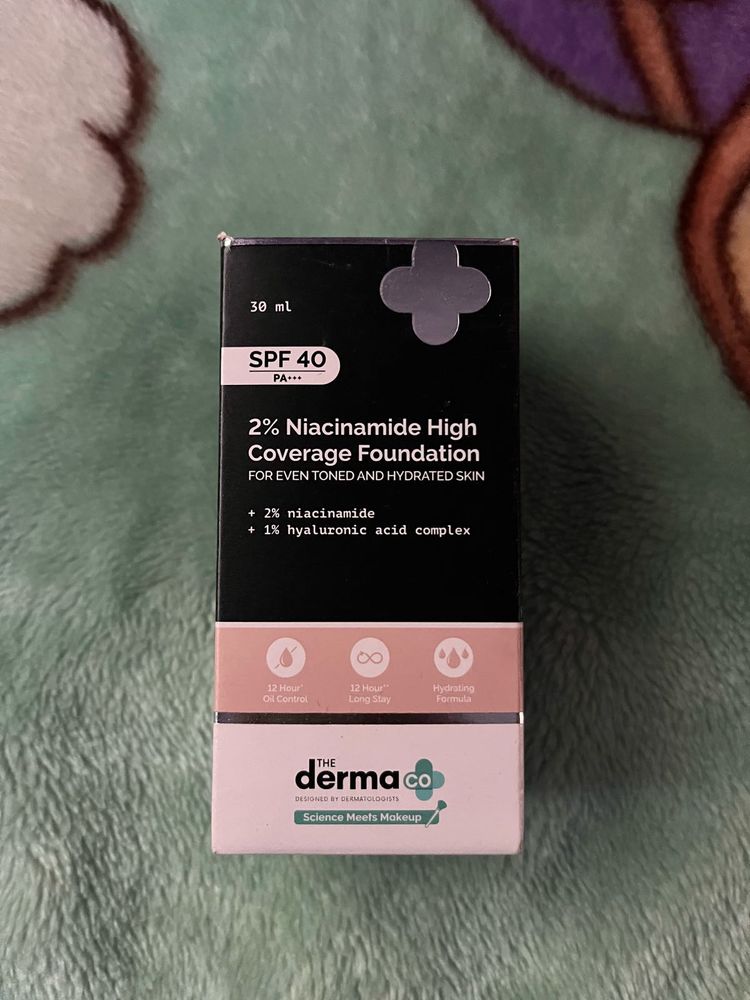 30 ml
SPF 40
PA+++
2% Niacinamide High
Coverage Foundation
FOR EVEN TONED AND HYDRATED SKIN
+ 2% niacinamide
+ 1% hyaluronic acid complex
12 Hour* 12 Hour** Hydrating
Oil Control Long Stay Formula
THE
derma co
DESIGNED BY DERMATOLOGISTS
Science Meets Makeup